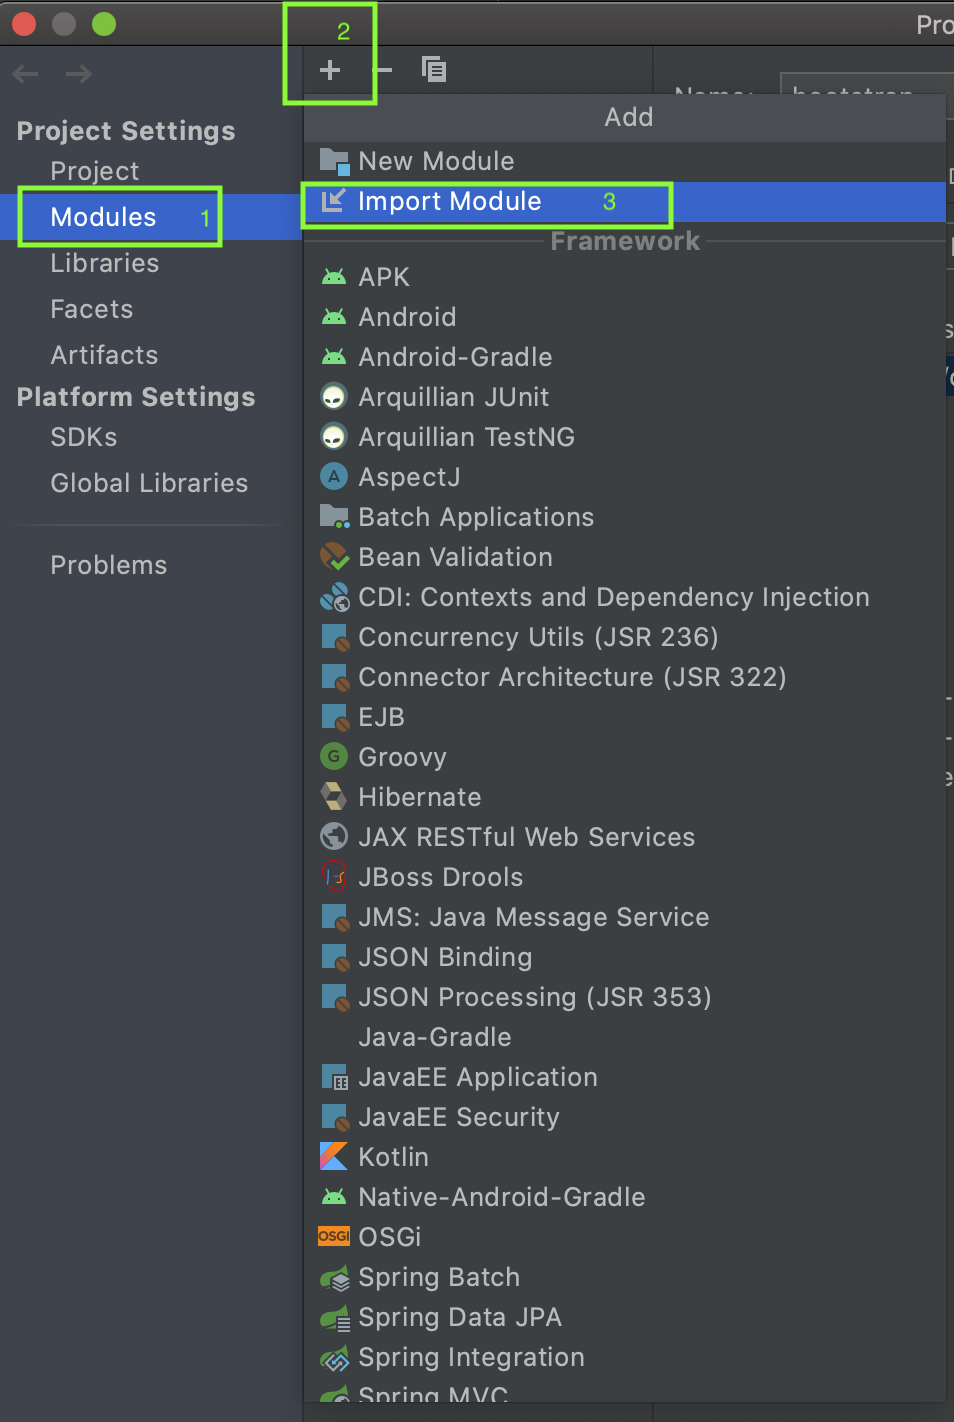 Pro
2
Name:
bootstrap
Add
Project Settings
Project
Modules 1
Libraries
Facets
Artifacts
Platform Settings
SDKs
Global Libraries
Problems
New Module
Import Module 3
Framework
APK
Android
Android-Gradle
Arquillian JUnit
Arquillian TestNG
AspectJ
Batch Applications
Bean Validation
CDI: Contexts and Dependency Injection
Concurrency Utils (JSR 236)
Connector Architecture (JSR 322)
EJB
Groovy
Hibernate
JAX RESTful Web Services
JBoss Drools
JMS: Java Message Service
JSON Binding
JSON Processing (JSR 353)
Java-Gradle
JavaEE Application
JavaEE Security
Kotlin
Native-Android-Gradle
OSGi
Spring Batch
Spring Data JPA
Spring Integration
Spring MVC